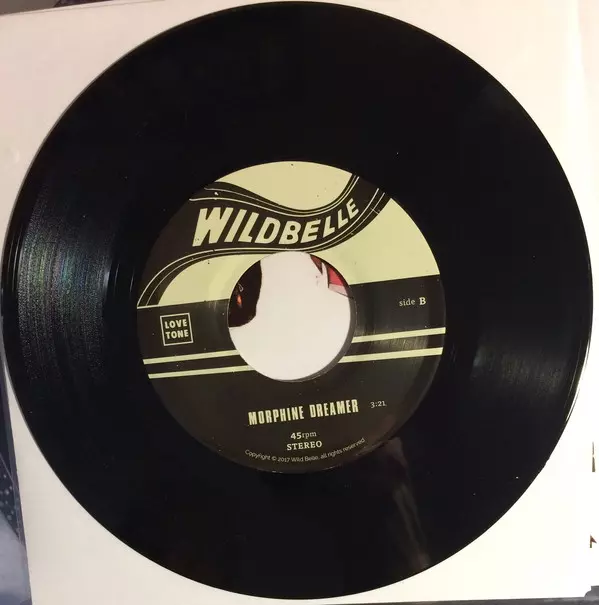 WILDBELLE
side B
LOVE
TONE
MORPHINE DREAMER 3:21
45rpm
STEREO
Copyright © 2017 Wild Belle, all rights reserved